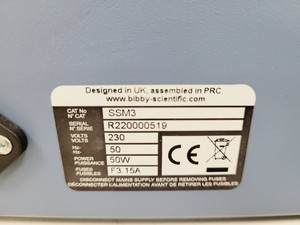 Designed in UK, assembled in PRC
www.bibby-scientific.com
CAT No
N° CAT
SSM3
SERIAL
N° SÉRIE
R220000519
VOLTS
VOLTS
230
Hz-
Hz-
50
POWER
PUISSANCE
50W
FUSES
FUSIBLES
F3.15A
CE
DISCONNECT MAINS SUPPLY BEFORE REMOVING FUSES
DÉBRANCHER L'ALIMENTATION AVANT DE RETIRER LES FUSIBLES